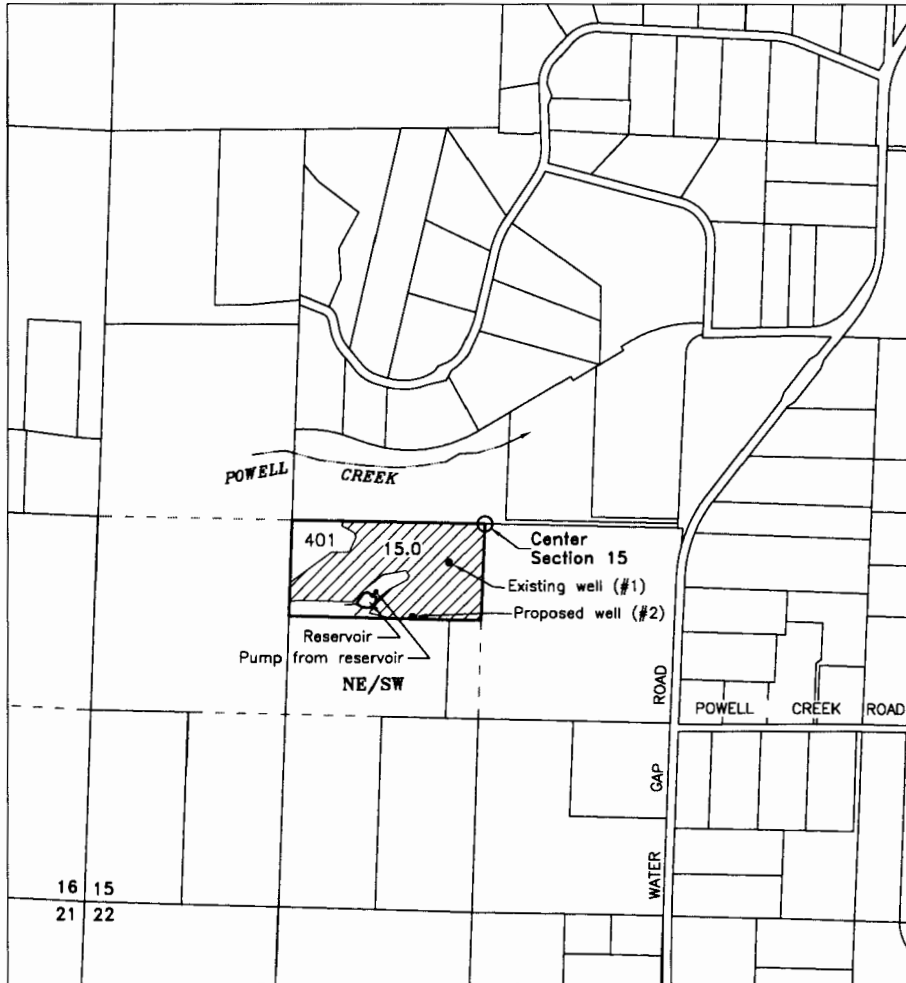 POWELL CREEK
401
15.0
Center
Section 15
Existing well (#1)
Proposed well (#2)
Reservoir
Pump from reservoir
NE/SW
POWELL CREEK ROAD
WATER GAP ROAD
16 15
21 22